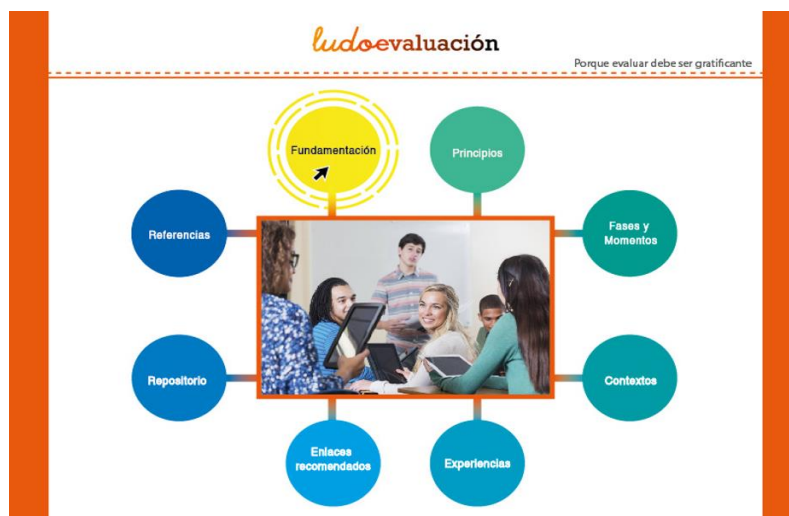 ludoevaluación
Porque evaluar debe ser gratificante
Fundamentación
Principios
Referencias
Fases y
Momentos
Repositorio
Contextos
Enlaces
recomendados
Experiencias